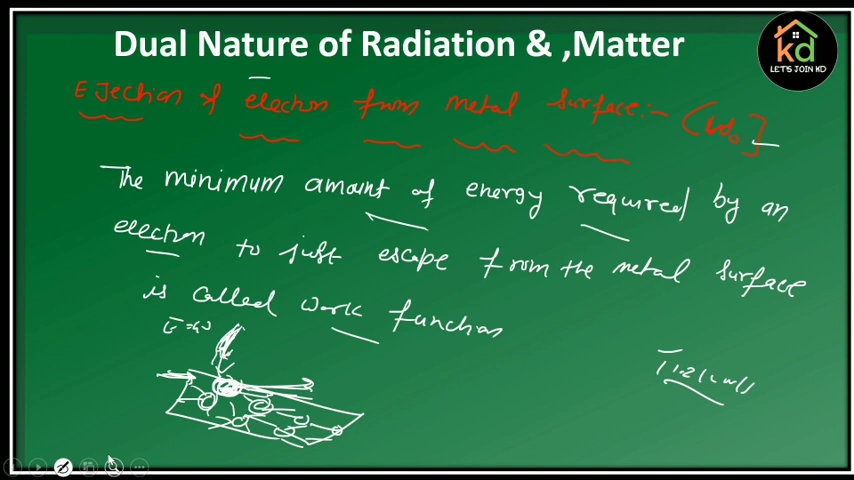 Dual Nature of Radiation & ,Matter
kd
LET'S JOIN KD
Ejection of electron from metal surface:-
The minimum amount of energy required by an
electron to just escape from the metal surface
is called work function